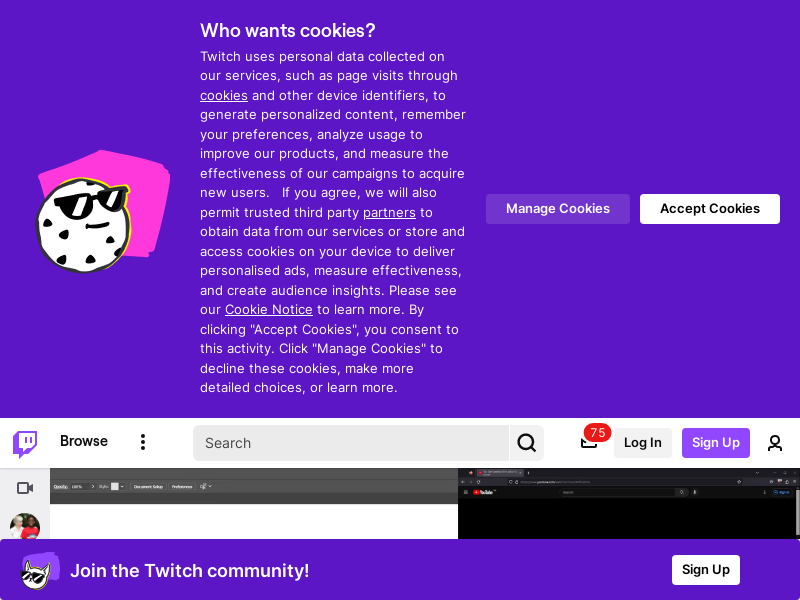 Who wants cookies?
Twitch uses personal data collected on
our services, such as page visits through
cookies and other device identifiers, to
generate personalized content, remember
your preferences, analyze usage to
improve our products, and measure the
effectiveness of our campaigns to acquire
new users.   If you agree, we will also
permit trusted third party partners to
obtain data from our services or store and
access cookies on your device to deliver
personalised ads, measure effectiveness,
and create audience insights. Please see
our Cookie Notice to learn more. By
clicking "Accept Cookies", you consent to
this activity. Click "Manage Cookies" to
decline these cookies, make more
detailed choices, or learn more.
Manage Cookies
Accept Cookies
Browse
Search
75
Log In
Sign Up
Opacity: 100%
Style:
Document Setup
Preferences
YouTube
Search
Sign in
Join the Twitch community!
Sign Up